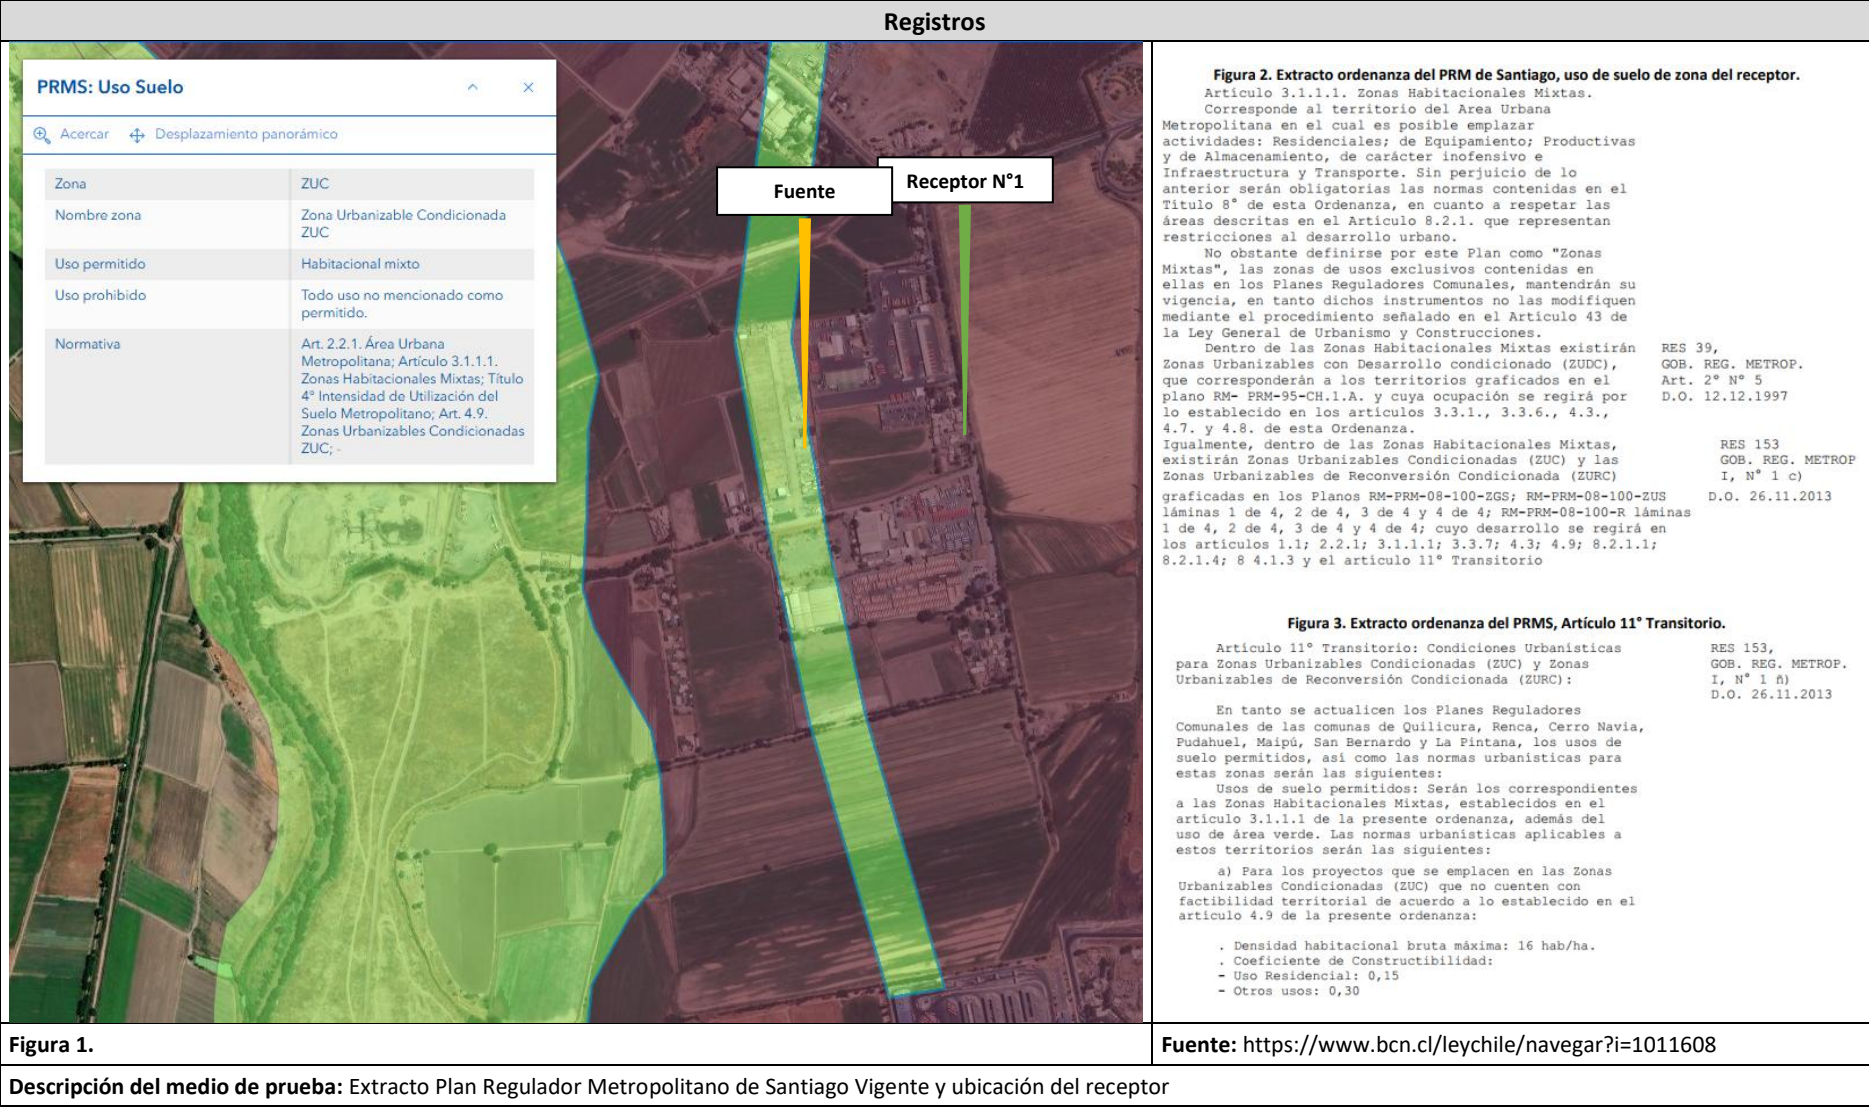 Registros
PRMS: Uso Suelo
Acercar
Desplazamiento panorámico
Zona
ZUC
Nombre zona
Zona Urbanizable Condicionada
ZUC
Uso permitido
Habitacional mixto
Uso prohibido
Todo uso no mencionado como
permitido.
Normativa
Art. 2.2.1. Área Urbana
Metropolitana; Artículo 3.1.1.1.
Zonas Habitacionales Mixtas; Título
4° Intensidad de Utilización del
Suelo Metropolitano; Art. 4.9.
Zonas Urbanizables Condicionadas
ZUC; -
Fuente
Receptor N°1
Figura 2. Extracto ordenanza del PRM de Santiago, uso de suelo de zona del receptor.
Artículo 3.1.1.1. Zonas Habitacionales Mixtas.
Corresponde al territorio del Area Urbana
Metropolitana en el cual es posible emplazar
actividades: Residenciales; de Equipamiento; Productivas
y de Almacenamiento, de carácter inofensivo e
Infraestructura y Transporte. Sin perjuicio de lo
anterior serán obligatorias las normas contenidas en el
Título 8° de esta Ordenanza, en cuanto a respetar las
áreas descritas en el Artículo 8.2.1. que representan
restricciones al desarrollo urbano.
No obstante definirse por este Plan como "Zonas
Mixtas", las zonas de usos exclusivos contenidas en
ellas en los Planes Reguladores Comunales, mantendrán su
vigencia, en tanto dichos instrumentos no las modifiquen
mediante el procedimiento señalado en el Artículo 43 de
la Ley General de Urbanismo y Construcciones.
Dentro de las Zonas Habitacionales Mixtas existirán RES 39,
Zonas Urbanizables con Desarrollo condicionado (ZUDC), GOB. REG. METROP.
que corresponderán a los territorios graficados en el Art. 2° N° 5
plano RM- PRM-95-CH.1.A. y cuya ocupación se regirá por D.O. 12.12.1997
lo establecido en los artículos 3.3.1., 3.3.6., 4.3.,
4.7. y 4.8. de esta Ordenanza.
Igualmente, dentro de las Zonas Habitacionales Mixtas, RES 153
existirán Zonas Urbanizables Condicionadas (ZUC) y las GOB. REG. METROP
Zonas Urbanizables de Reconversión Condicionada (ZURC) I, N° 1 c)
graficadas en los Planos RM-PRM-08-100-ZGS; RM-PRM-08-100-ZUS D.O. 26.11.2013
láminas 1 de 4, 2 de 4, 3 de 4 y 4 de 4; RM-PRM-08-100-R láminas
1 de 4, 2 de 4, 3 de 4 y 4 de 4; cuyo desarrollo se regirá en
los artículos 1.1; 2.2.1; 3.1.1.1; 3.3.7; 4.3; 4.9; 8.2.1.1;
8.2.1.4; 8 4.1.3 y el artículo 11° Transitorio
Figura 3. Extracto ordenanza del PRMS, Artículo 11° Transitorio.
Artículo 11° Transitorio: Condiciones Urbanísticas RES 153,
para Zonas Urbanizables Condicionadas (ZUC) y Zonas GOB. REG. METROP.
Urbanizables de Reconversión Condicionada (ZURC): I, N° 1 ñ)
D.O. 26.11.2013
En tanto se actualicen los Planes Reguladores
Comunales de las comunas de Quilicura, Renca, Cerro Navia,
Pudahuel, Maipú, San Bernardo y La Pintana, los usos de
suelo permitidos, así como las normas urbanísticas para
estas zonas serán las siguientes:
Usos de suelo permitidos: Serán los correspondientes
a las Zonas Habitacionales Mixtas, establecidos en el
artículo 3.1.1.1 de la presente ordenanza, además del
uso de área verde. Las normas urbanísticas aplicables a
estos territorios serán las siguientes:
a) Para los proyectos que se emplacen en las Zonas
Urbanizables Condicionadas (ZUC) que no cuenten con
factibilidad territorial de acuerdo a lo establecido en el
artículo 4.9 de la presente ordenanza:
. Densidad habitacional bruta máxima: 16 hab/ha.
. Coeficiente de Constructibilidad:
- Uso Residencial: 0,15
- Otros usos: 0,30
Figura 1.
Fuente: https://www.bcn.cl/leychile/navegar?i=1011608
Descripción del medio de prueba: Extracto Plan Regulador Metropolitano de Santiago Vigente y ubicación del receptor